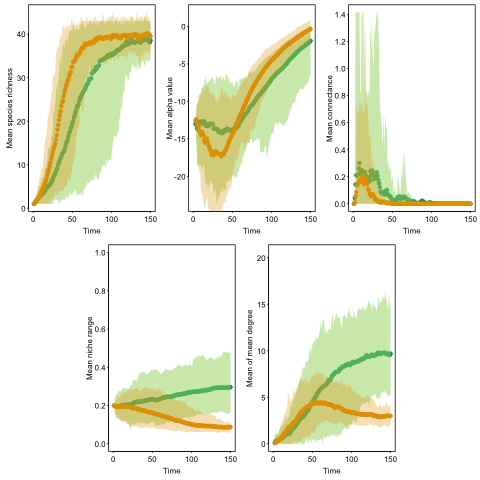 Mean species richness
40
30
20
10
0
0 50 100 150
Time
Mean alpha value
0
-5
-10
-15
-20
0 50 100 150
Time
Mean connectance
1.4
1.2
1.0
0.8
0.6
0.4
0.2
0.0
0 50 100 150
Time
Mean niche range
1.0
0.8
0.6
0.4
0.2
0.0
0 50 100 150
Time
Mean of mean degree
20
15
10
5
0
0 50 100 150
Time